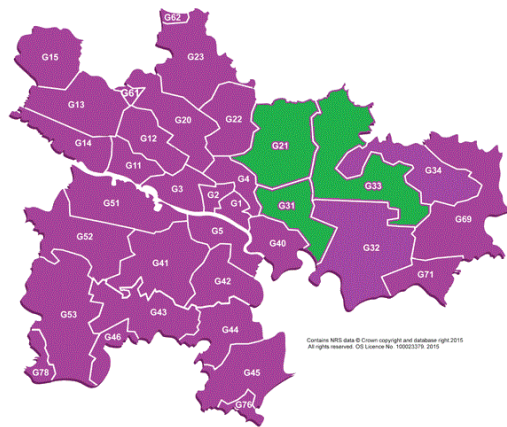 G62
G15
G23
G13
G61
G20
G22
G12
G14
G21
G11
G34
G3
G4
G33
G2
G1
G51
G31
G69
G5
G40
G52
G32
G41
G71
G42
G53
G43
G44
G46
G78
G45
G76
Contains NRS data © Crown copyright and database right 2015
All rights reserved. OS Licence No. 100023379. 2015